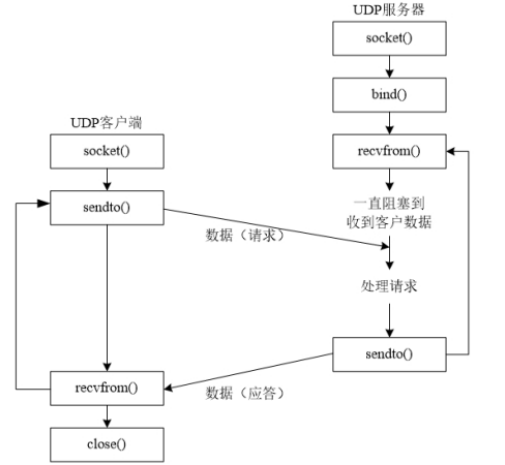 UDP服务器
socket()
bind()
UDP客户端
socket()
recvfrom()
sendto()
一直阻塞到
收到客户数据
数据（请求）
处理请求
sendto()
recvfrom()
数据（应答）
close()